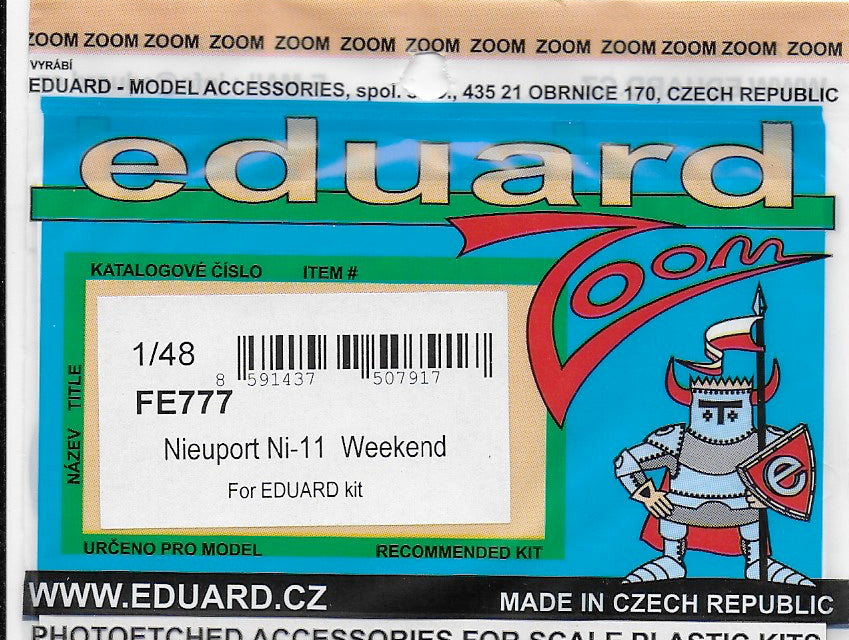 ZOOM ZOOM ZOOM ZOOM ZOOM ZOOM ZOOM ZOOM ZOOM ZOOM ZOOM ZOOM ZOOM
VYRÁBÍ
EDUARD - MODEL ACCESSORIES, spol. 435 21 OBRNICE 170, CZECH REPUBLIC
eduard
Zoom
KATALOGOVÉ ČÍSLO ITEM #
1/48
8 591437 507917
FE777
NÁZEV TITLE
Nieuport Ni-11 Weekend
For EDUARD kit
e
URČENO PRO MODEL RECOMMENDED KIT
WWW.EDUARD.CZ MADE IN CZECH REPUBLIC
PHOTOETCHED ACCESSORIES FOR SCALE PLASTIC KITS